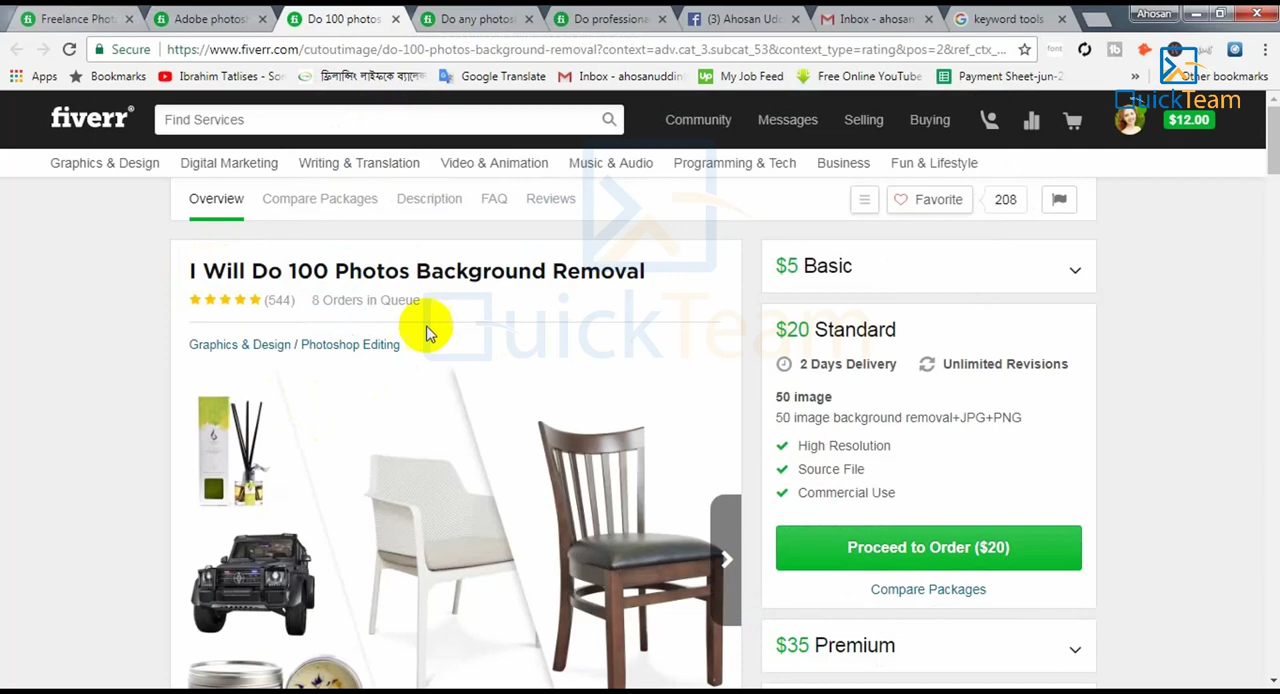 Freelance Phot
Adobe photosh
Do 100 photos
Do any photosh
Do professiona
(3) Ahosan Udd
Inbox - ahosan
keyword tools
Ahosan
Secure
https://www.fiverr.com/cutoutimage/do-100-photos-background-removal?context=adv.cat_3.subcat_53&context_type=rating&pos=2&ref_ctx_...
Apps
Bookmarks
Ibrahim Tatlises - Son
Google Translate
Inbox - ahosanuddin
My Job Feed
Free Online YouTube
Payment Sheet-jun-2
Other bookmarks
QuickTeam
fiverr®
Find Services
Community
Messages
Selling
Buying
$12.00
Graphics & Design
Digital Marketing
Writing & Translation
Video & Animation
Music & Audio
Programming & Tech
Business
Fun & Lifestyle
Overview
Compare Packages
Description
FAQ
Reviews
Favorite
208
I Will Do 100 Photos Background Removal
(544)
8 Orders in Queue
Graphics & Design / Photoshop Editing
QuickTeam
$5 Basic
$20 Standard
2 Days Delivery
Unlimited Revisions
50 image
50 image background removal+JPG+PNG
High Resolution
Source File
Commercial Use
Proceed to Order ($20)
Compare Packages
$35 Premium